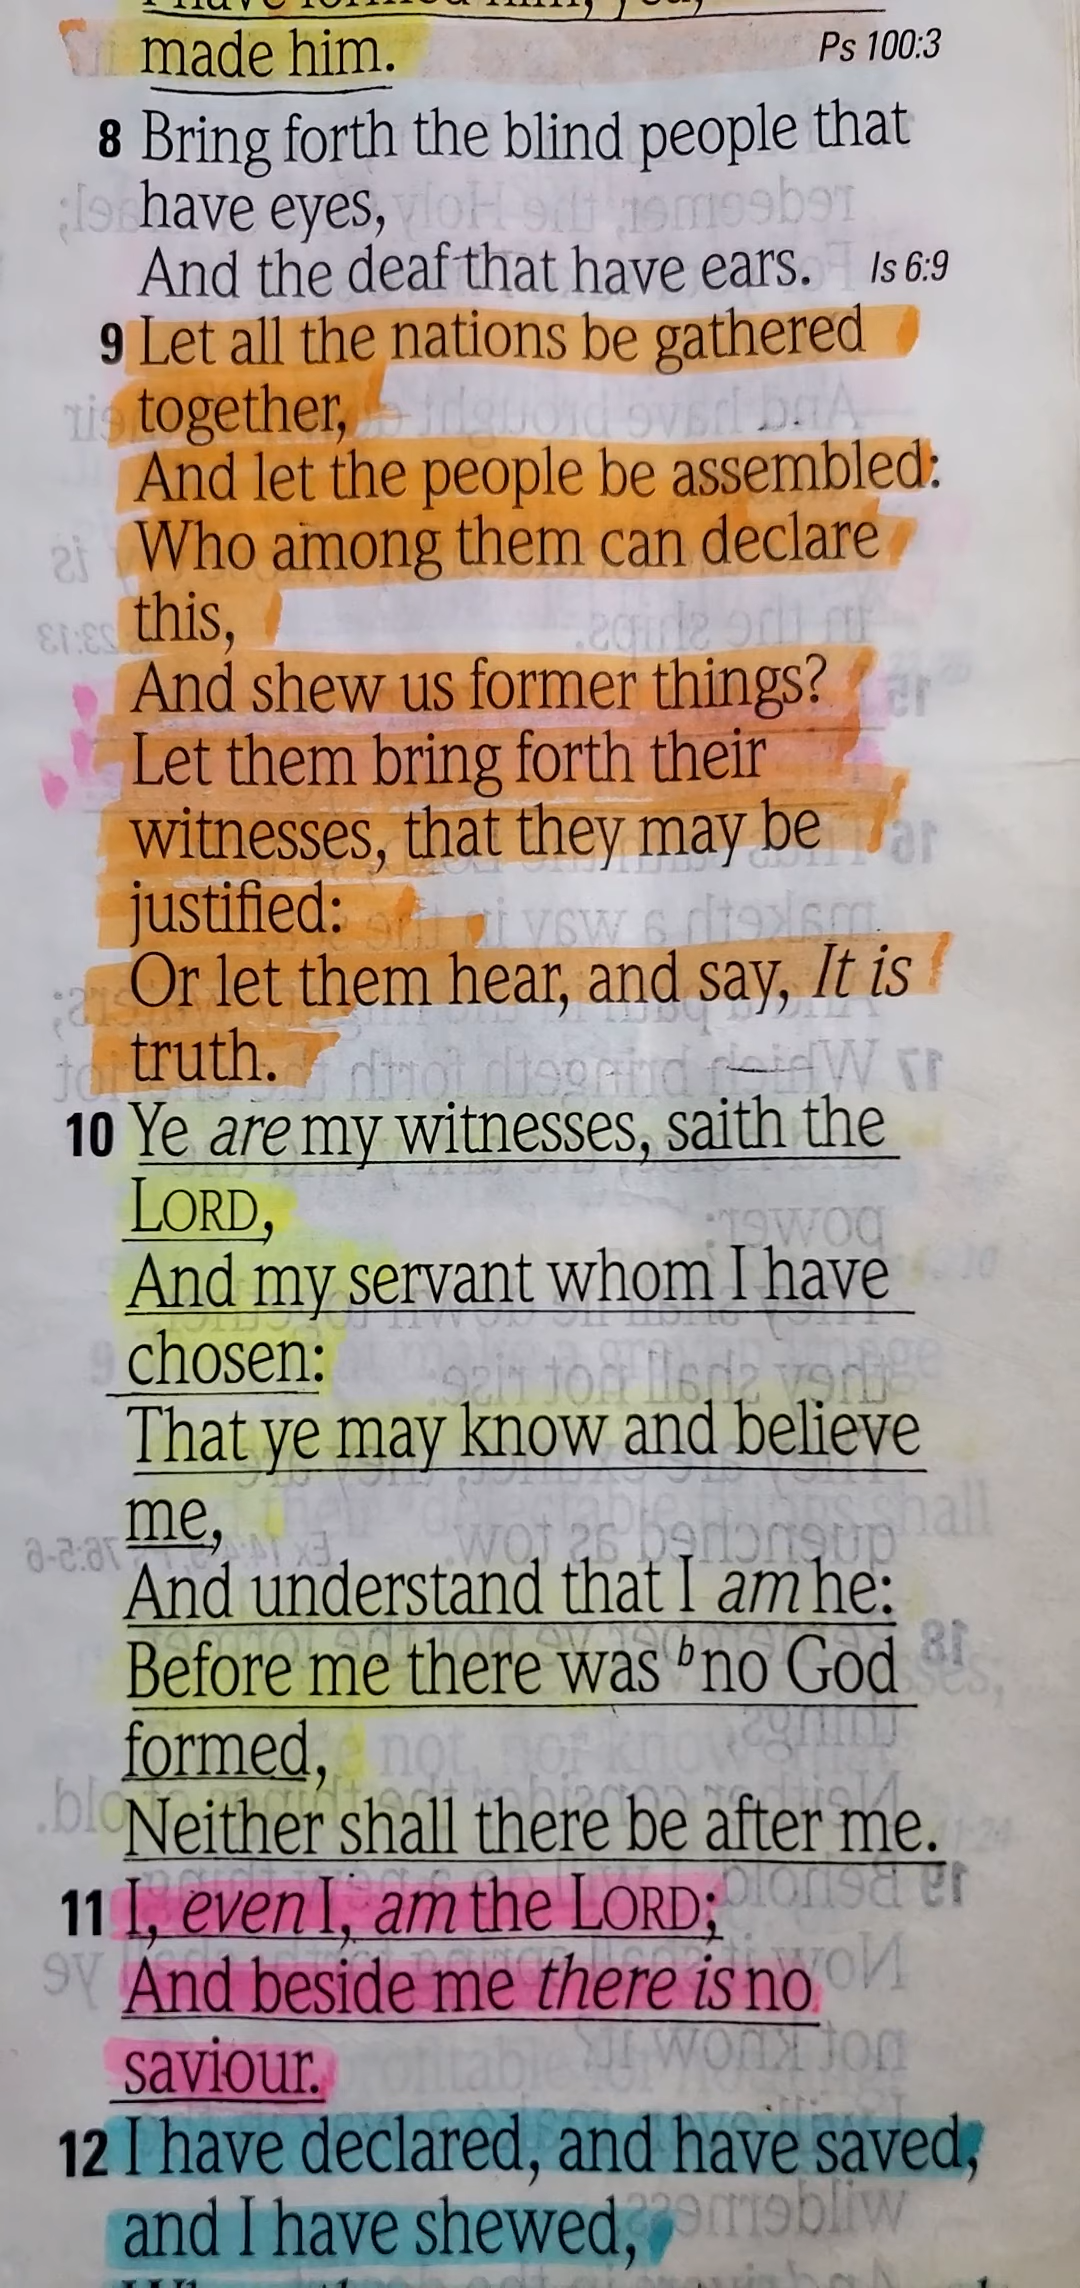 made him. Ps 100:3
8 Bring forth the blind people that
have eyes,
And the deaf that have ears. Is 6:9
9 Let all the nations be gathered
together,
And let the people be assembled:
Who among them can declare
this,
And shew us former things?
Let them bring forth their
witnesses, that they may be
justified:
Or let them hear, and say, It is
truth.
10 Ye are my witnesses, saith the
LORD,
And my servant whom I have
chosen:
That ye may know and believe
me,
And understand that I am he:
Before me there was b no God
formed,
Neither shall there be after me.
11 I, even I, am the LORD;
And beside me there is no
saviour.
12 I have declared, and have saved,
and I have shewed,